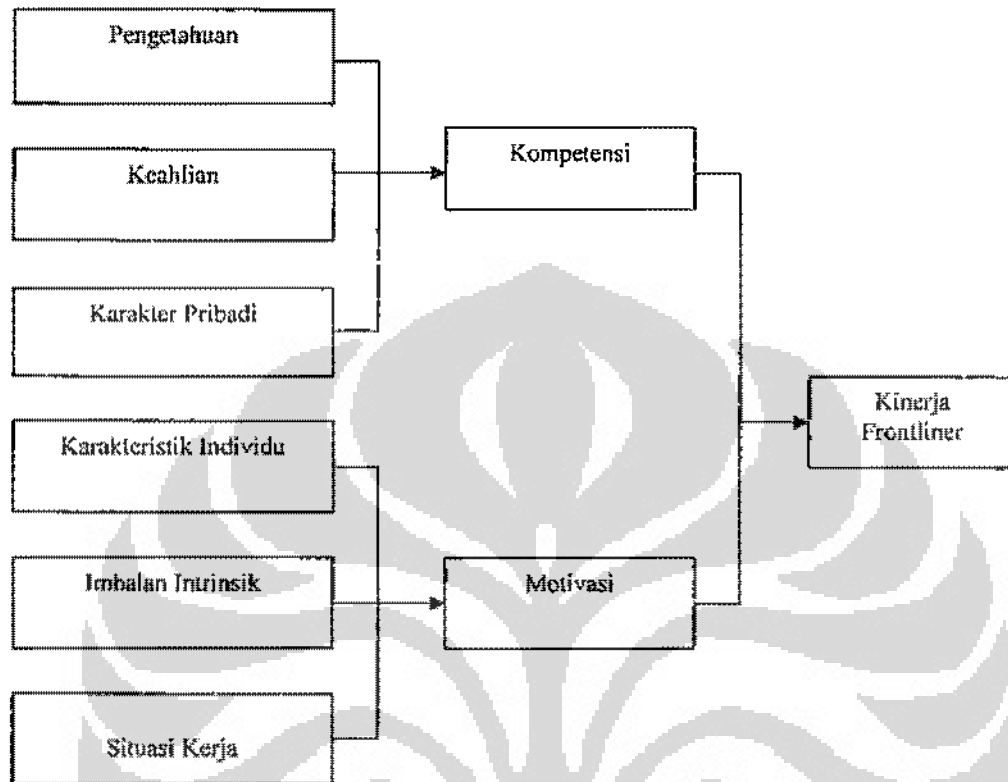 Pengetahuan
Keahlian
Karakter Pribadi
Karakteristik Individu
Imbalan Intrinsik
Situasi Kerja
Kompetensi
Motivasi
Kinerja
Frontliner